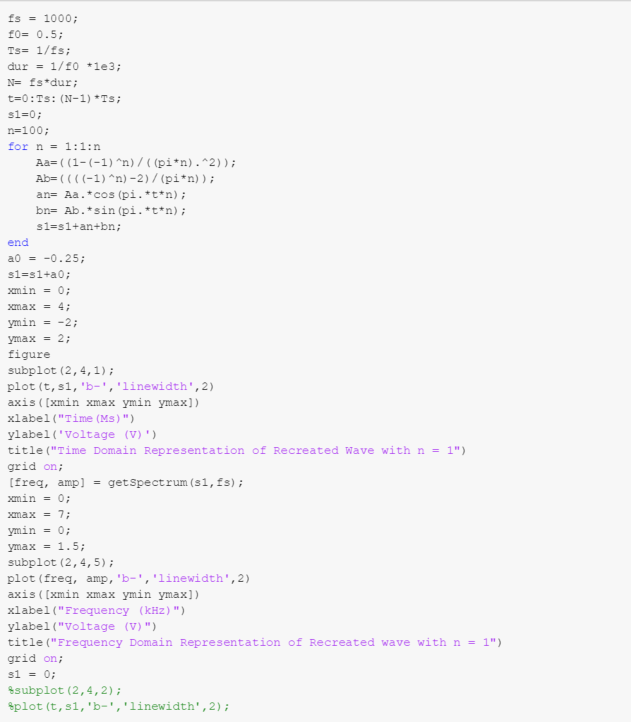 fs = 1000;
f0= 0.5;
Ts= 1/fs;
dur = 1/f0 *1e3;
N= fs*dur;
t=0:Ts:(N-1)*Ts;
s1=0;
n=100;
for n = 1:1:n
    Aa=((1-(-1)^n)/((pi*n).^2));
    Ab=((((-1)^n)-2)/(pi*n));
    an= Aa.*cos(pi.*t*n);
    bn= Ab.*sin(pi.*t*n);
    s1=s1+an+bn;
end
a0 = -0.25;
s1=s1+a0;
xmin = 0;
xmax = 4;
ymin = -2;
ymax = 2;
figure
subplot(2,4,1);
plot(t,s1,'b-','linewidth',2)
axis([xmin xmax ymin ymax])
xlabel("Time(Ms)")
ylabel('Voltage (V)')
title("Time Domain Representation of Recreated Wave with n = 1")
grid on;
[freq, amp] = getSpectrum(s1,fs);
xmin = 0;
xmax = 7;
ymin = 0;
ymax = 1.5;
subplot(2,4,5);
plot(freq, amp,'b-','linewidth',2)
axis([xmin xmax ymin ymax])
xlabel("Frequency (kHz)")
ylabel("Voltage (V)")
title("Frequency Domain Representation of Recreated wave with n = 1")
grid on;
s1 = 0;
%subplot(2,4,2);
%plot(t,s1,'b-','linewidth',2);